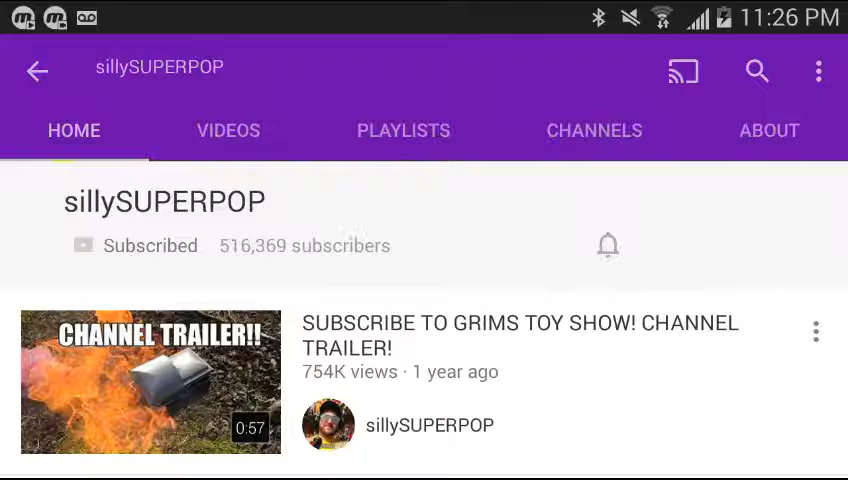 11:26 PM
sillySUPERPOP
HOME VIDEOS PLAYLISTS CHANNELS ABOUT
sillySUPERPOP
Subscribed 516,369 subscribers
CHANNEL TRAILER!!
0:57
SUBSCRIBE TO GRIMS TOY SHOW! CHANNEL
TRAILER!
754K views · 1 year ago
sillySUPERPOP